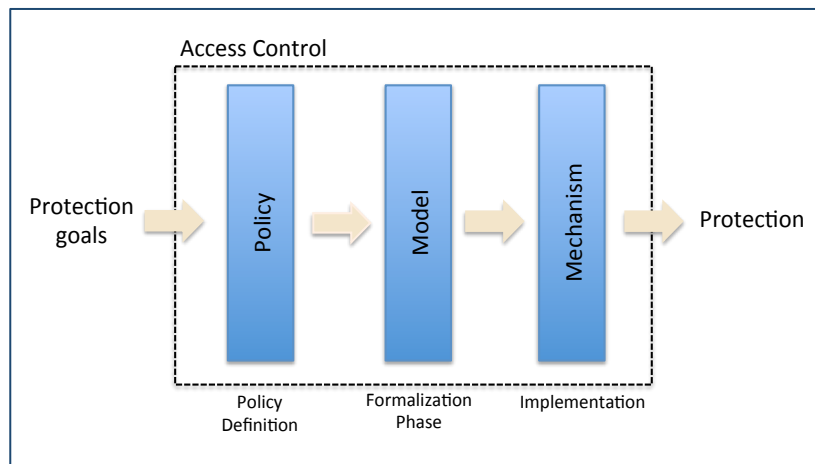 Access Control
Protection
goals
Policy
Model
Mechanism
Protection
Policy
Definition
Formalization
Phase
Implementation